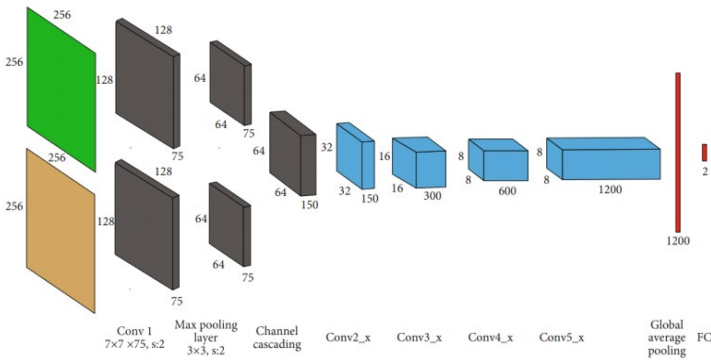 256
256
128
128
75
64
64
75
256
256
128
128
75
64
64
75
64
64
150
32
32
150
16
16
300
8
8
600
8
8
1200
1200
2
Conv 1
7×7 ×75, s:2
Max pooling
layer
3×3, s:2
Channel
cascading
Conv2_x
Conv3_x
Conv4_x
Conv5_x
Global
average
pooling
FC